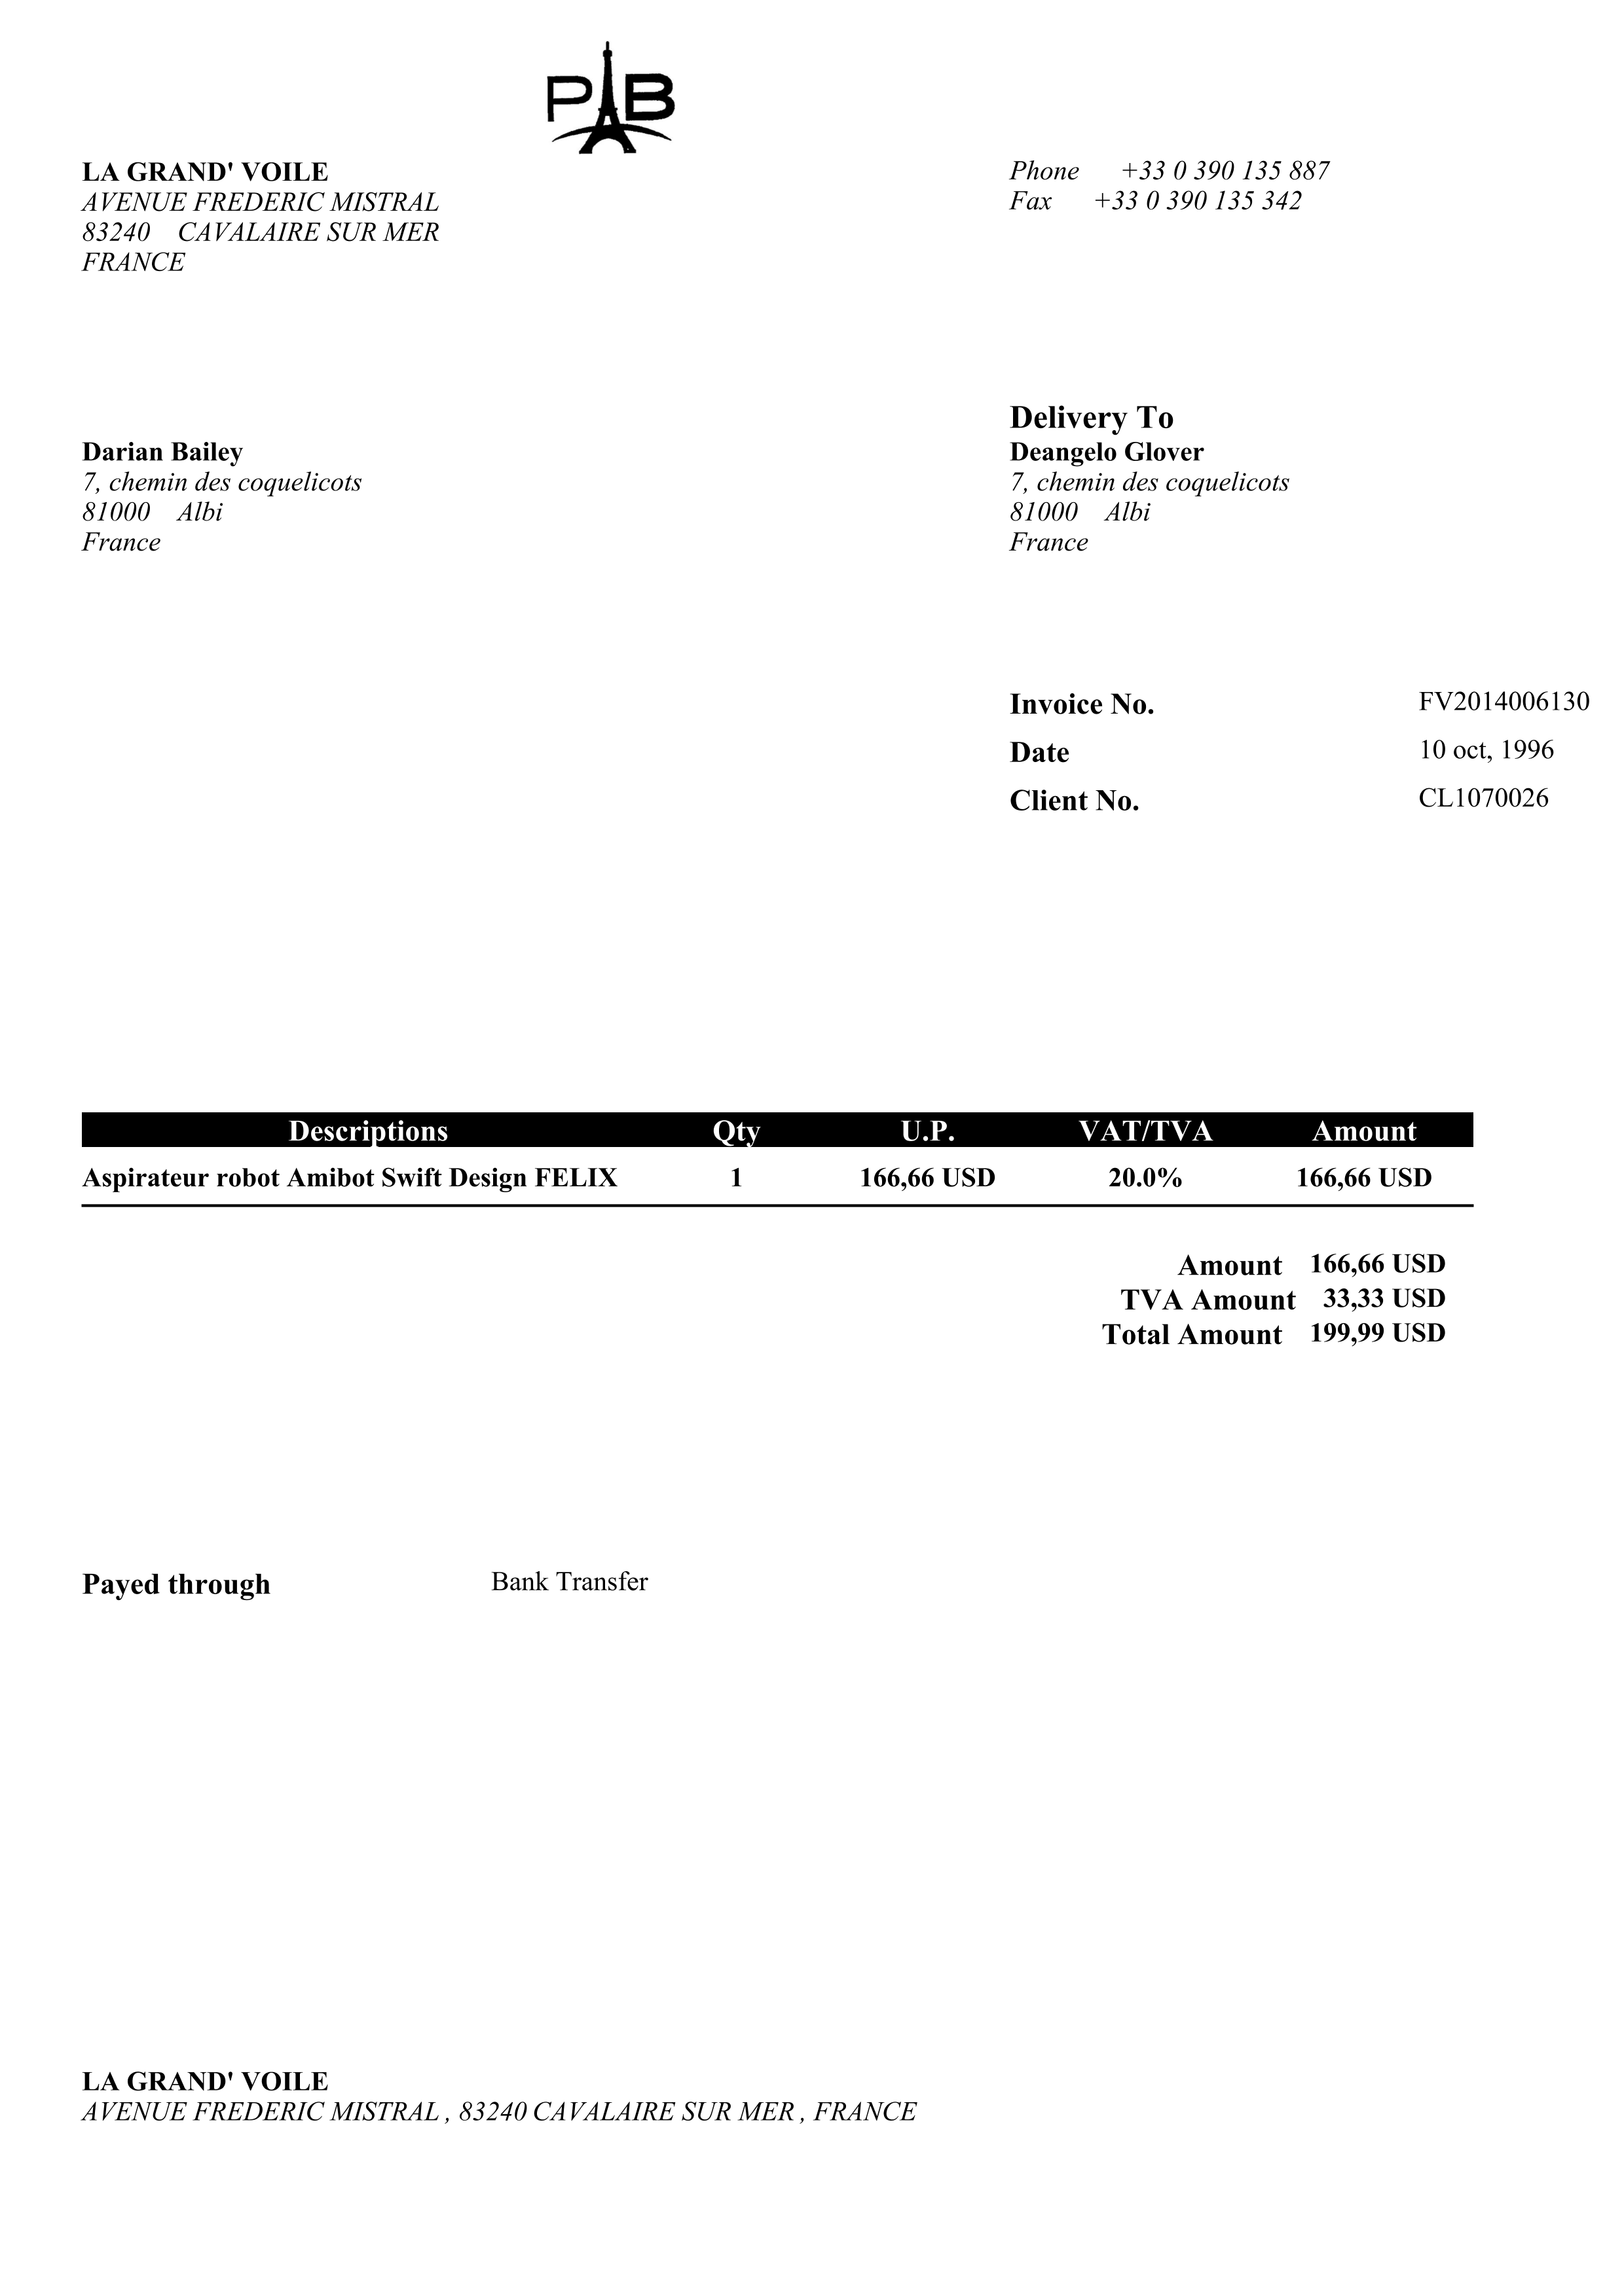 PB
LA GRAND' VOILE
AVENUE FREDERIC MISTRAL
83240 CAVALAIRE SUR MER
FRANCE
Phone +33 0 390 135 887
Fax +33 0 390 135 342
Darian Bailey
7, chemin des coquelicots
81000 Albi
France
Delivery To
Deangelo Glover
7, chemin des coquelicots
81000 Albi
France
Invoice No. FV2014006130
Date 10 oct, 1996
Client No. CL1070026
Descriptions Qty U.P. VAT/TVA Amount
Aspirateur robot Amibot Swift Design FELIX 1 166,66 USD 20.0% 166,66 USD
Amount 166,66 USD
TVA Amount 33,33 USD
Total Amount 199,99 USD
Payed through Bank Transfer
LA GRAND' VOILE
AVENUE FREDERIC MISTRAL , 83240 CAVALAIRE SUR MER , FRANCE